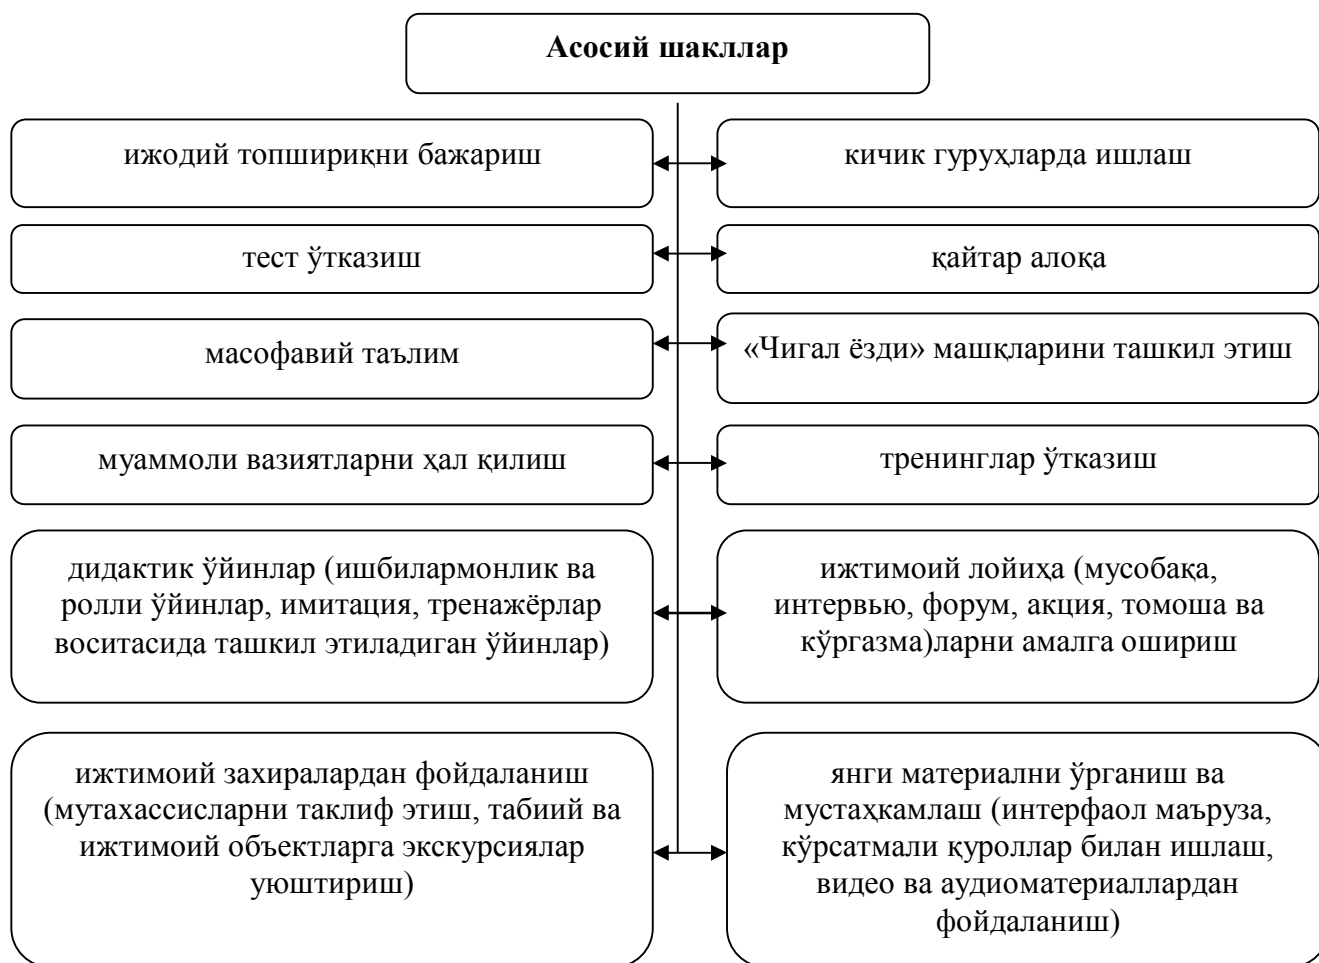 Асосий шакллар
ижодий топшириқни бажариш
кичик гуруҳларда ишлаш
тест ўтказиш
қайтар алоқа
масофавий таълим
«Чигал ёзди» машқларини ташкил этиш
муаммоли вазиятларни ҳал қилиш
тренинглар ўтказиш
дидактик ўйинлар (ишбилармонлик ва
ролли ўйинлар, имитация, тренажёрлар
воситасида ташкил этиладиган ўйинлар)
ижтимоий лойиҳа (мусобақа,
интервью, форум, акция, томоша ва
кўргазма)ларни амалга ошириш
ижтимоий захиралардан фойдаланиш
(мутахассисларни таклиф этиш, табиий ва
ижтимоий объектларга экскурсиялар
уюштириш)
янги материални ўрганиш ва
мустаҳкамлаш (интерфаол маъруза,
кўрсатмали қуроллар билан ишлаш,
видео ва аудиоматериаллардан
фойдаланиш)